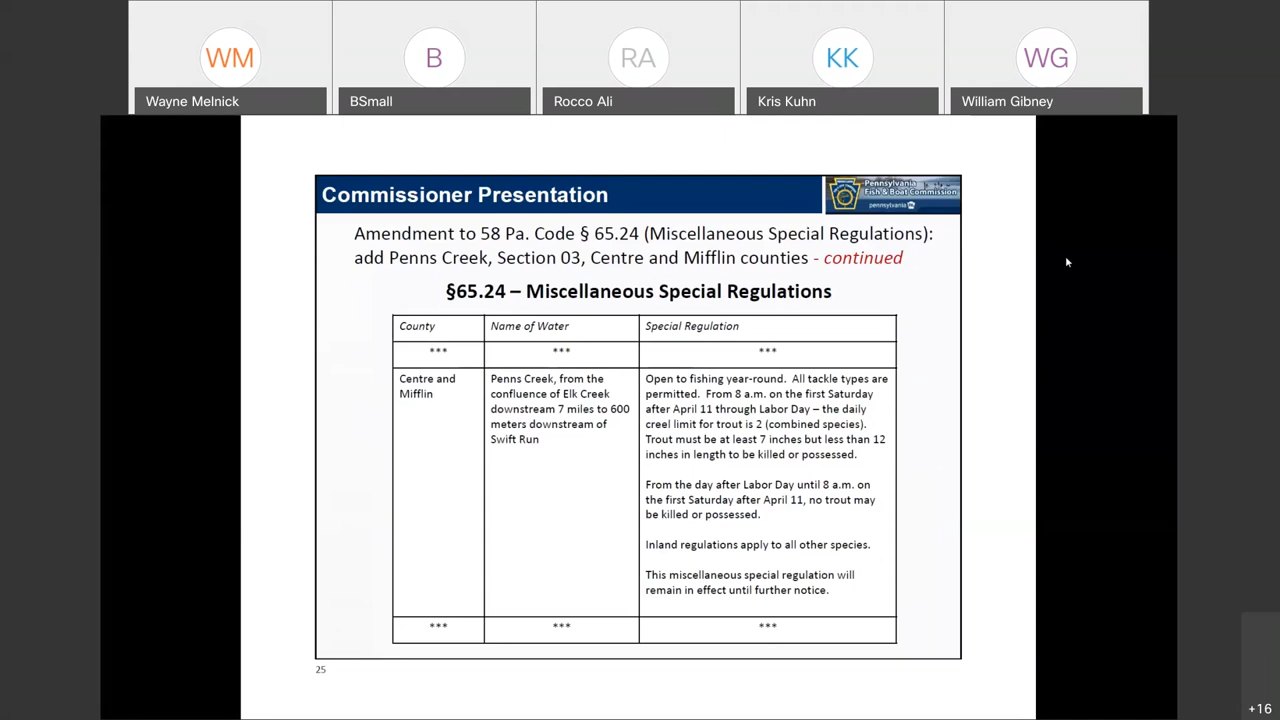 WM
B
RA
KK
WG
Wayne Melnick
BSmall
Rocco Ali
Kris Kuhn
William Gibney
Commissioner Presentation
Pennsylvania
Fish & Boat Commission
pennsylvania
Amendment to 58 Pa. Code § 65.24 (Miscellaneous Special Regulations):
add Penns Creek, Section 03, Centre and Mifflin counties - continued
§65.24 – Miscellaneous Special Regulations
County
Name of Water
Special Regulation
***
***
***
Centre and
Mifflin
Penns Creek, from the
confluence of Elk Creek
downstream 7 miles to 600
meters downstream of
Swift Run
Open to fishing year-round. All tackle types are
permitted. From 8 a.m. on the first Saturday
after April 11 through Labor Day – the daily
creel limit for trout is 2 (combined species).
Trout must be at least 7 inches but less than 12
inches in length to be killed or possessed.
From the day after Labor Day until 8 a.m. on
the first Saturday after April 11, no trout may
be killed or possessed.
Inland regulations apply to all other species.
This miscellaneous special regulation will
remain in effect until further notice.
***
***
***
25
+16